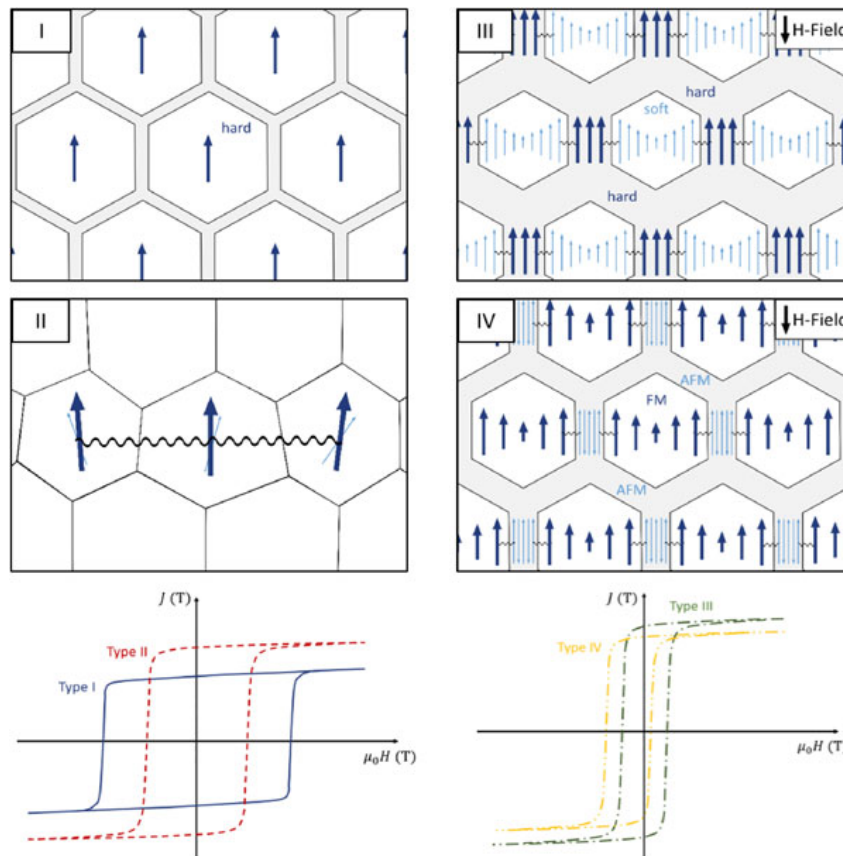 I
hard
III
H-Field
hard
soft
hard
II
IV
H-Field
AFM
FM
AFM
J (T)
Type II
Type I
μ₀H (T)
J (T)
Type III
Type IV
μ₀H (T)